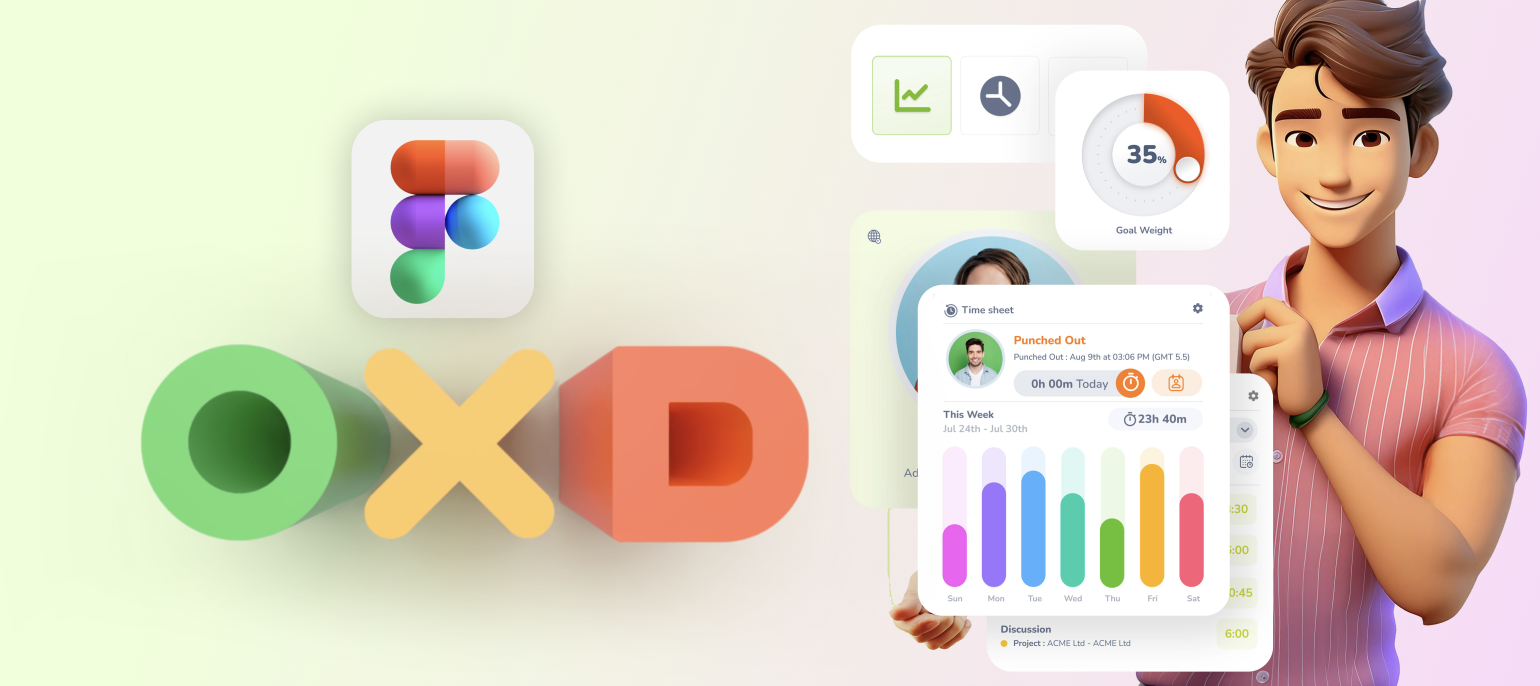 OXD
35%
Goal Weight
Time sheet
Punched Out
Punched Out : Aug 9th at 03:06 PM (GMT 5.5)
0h 00m Today
This Week
23h 40m
Jul 24th - Jul 30th
Sun Mon Tue Wed Thu Fri Sat
:30
:00
0:45
Discussion
6:00
Project : ACME Ltd - ACME Ltd